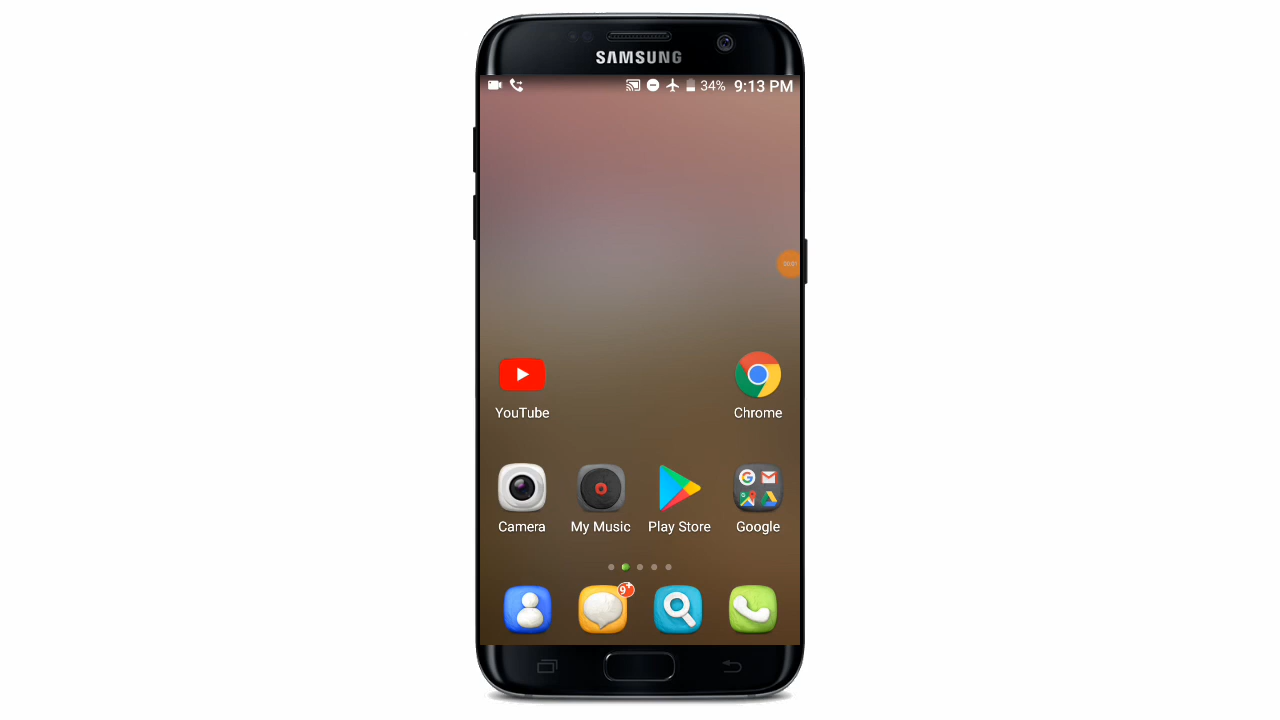 SAMSUNG
34% 9:13 PM
YouTube
Chrome
Camera
My Music
Play Store
Google
9+